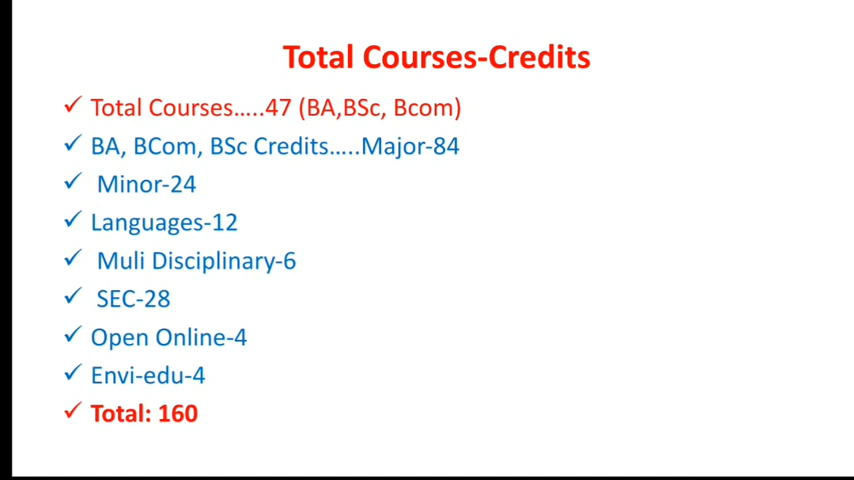 Total Courses-Credits
✓ Total Courses.....47 (BA,BSc, Bcom)
✓ BA, BCom, BSc Credits.....Major-84
✓ Minor-24
✓ Languages-12
✓ Muli Disciplinary-6
✓ SEC-28
✓ Open Online-4
✓ Envi-edu-4
✓ Total: 160